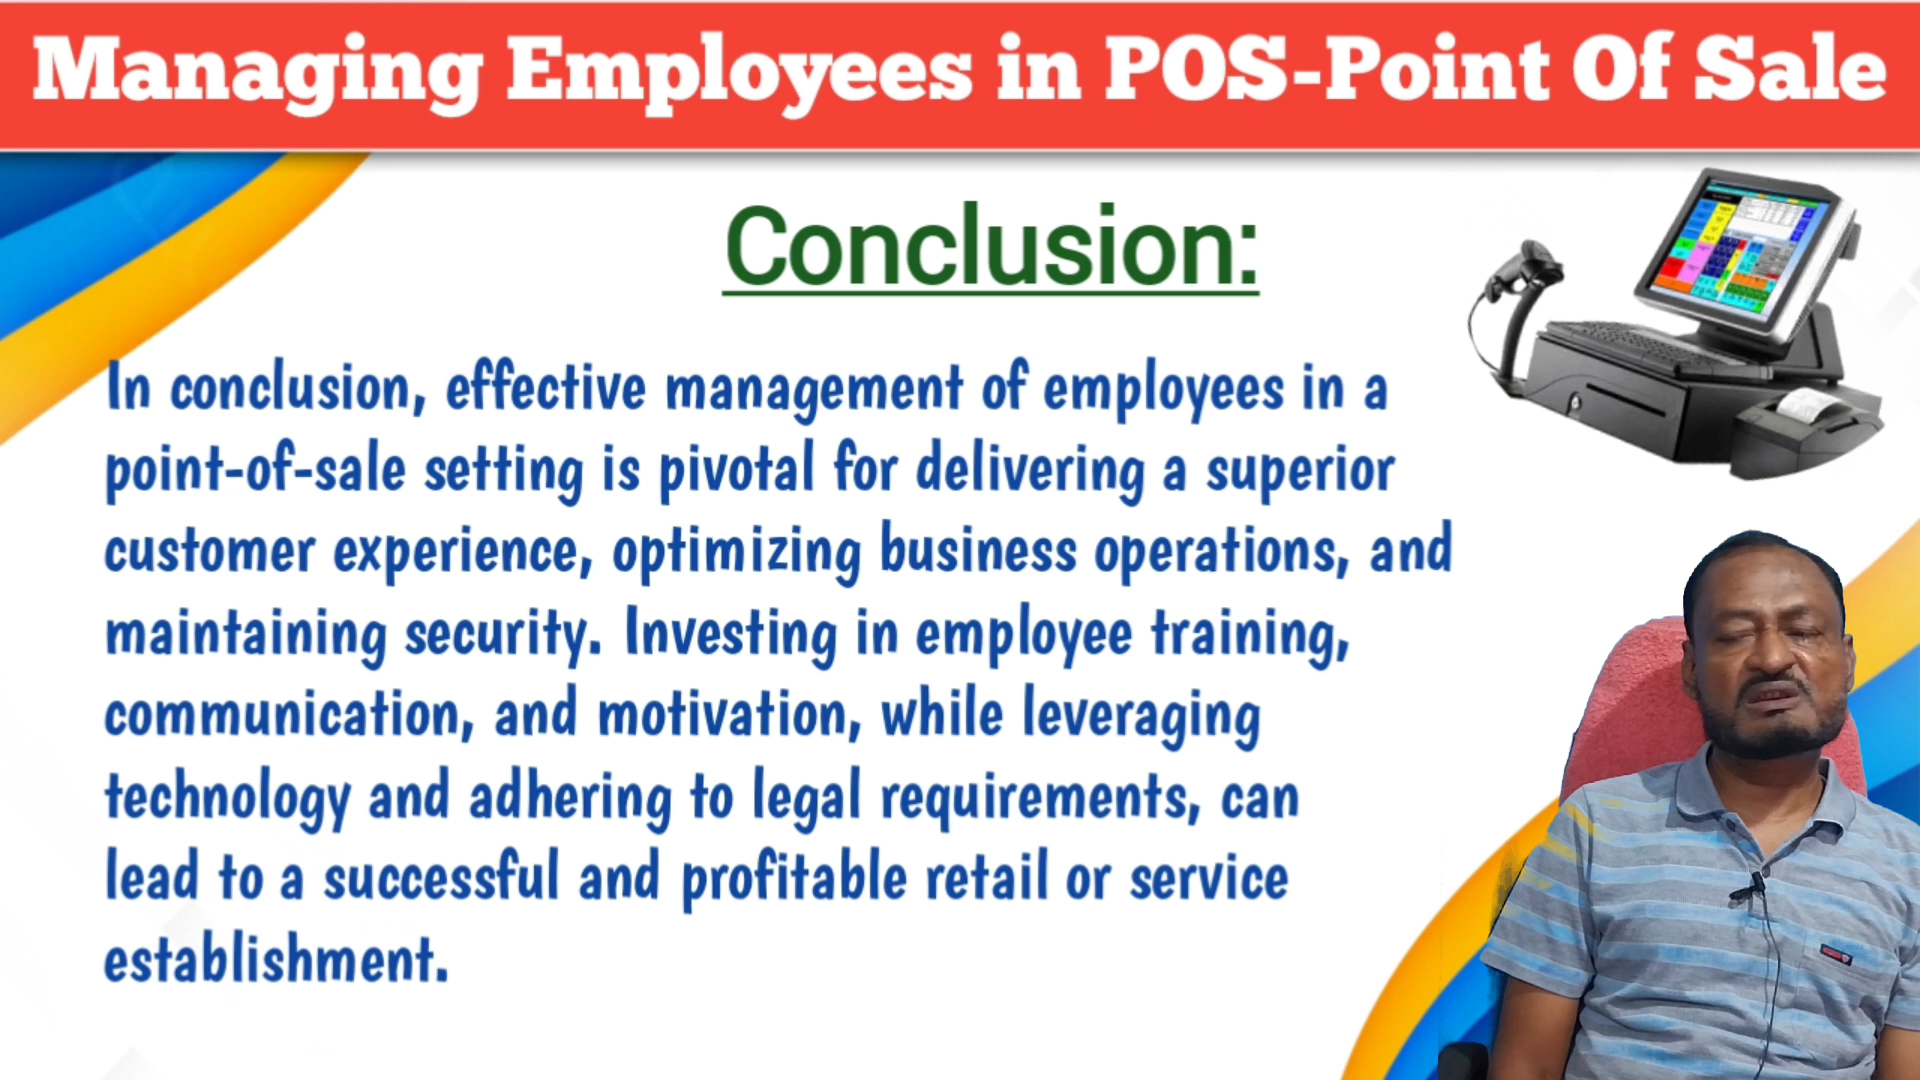 Managing Employees in POS-Point Of Sale
Conclusion:
In conclusion, effective management of employees in a
point-of-sale setting is pivotal for delivering a superior
customer experience, optimizing business operations, and
maintaining security. Investing in employee training,
communication, and motivation, while leveraging
technology and adhering to legal requirements, can
lead to a successful and profitable retail or service
establishment.